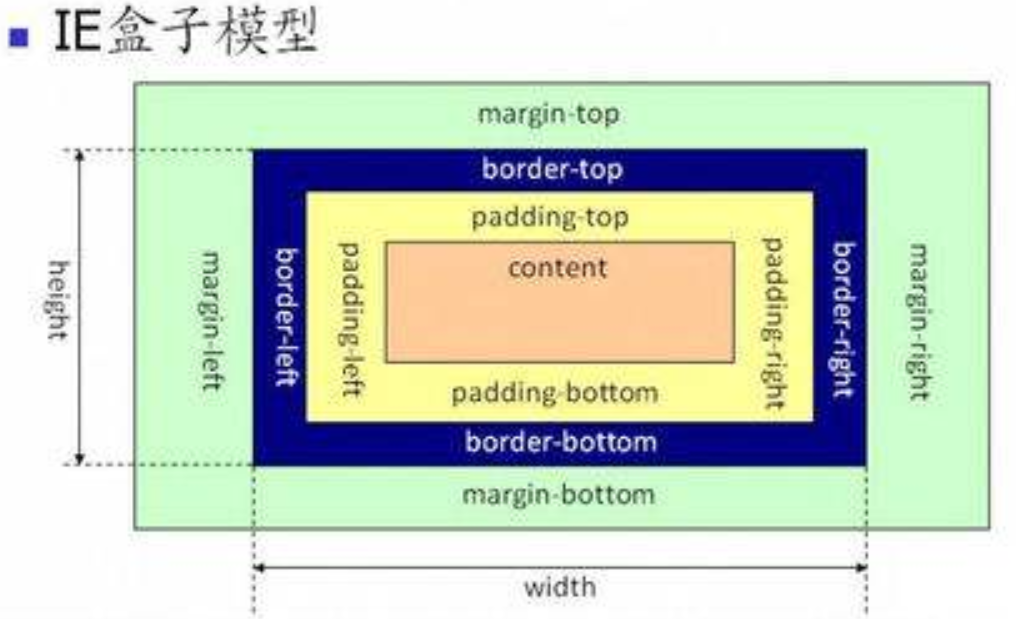 IE盒子模型
margin-top
border-top
padding-top
content
height
margin-left
border-left
padding-left
padding-right
border-right
margin-right
padding-bottom
border-bottom
margin-bottom
width